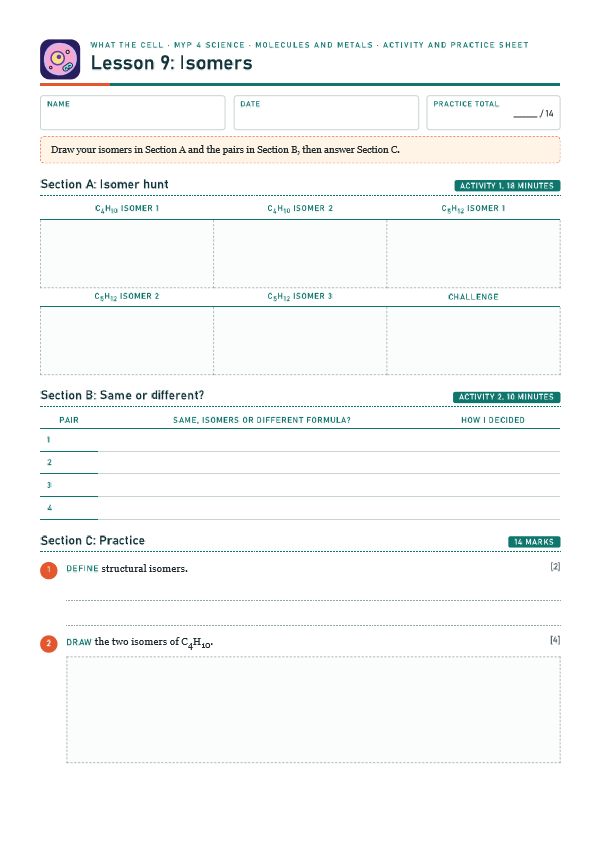 WHAT THE CELL · MYP 4 SCIENCE · MOLECULES AND METALS · ACTIVITY AND PRACTICE SHEET
Lesson 9: Isomers
NAME
DATE
PRACTICE TOTAL
_____ / 14
Draw your isomers in Section A and the pairs in Section B, then answer Section C.
Section A: Isomer hunt
ACTIVITY 1, 18 MINUTES
C₄H₁₀ ISOMER 1
C₄H₁₀ ISOMER 2
C₅H₁₂ ISOMER 1
C₅H₁₂ ISOMER 2
C₅H₁₂ ISOMER 3
CHALLENGE
Section B: Same or different?
ACTIVITY 2, 10 MINUTES
PAIR SAME, ISOMERS OR DIFFERENT FORMULA? HOW I DECIDED
1
2
3
4
Section C: Practice
14 MARKS
1 DEFINE structural isomers. [2]
2 DRAW the two isomers of C₄H₁₀. [4]